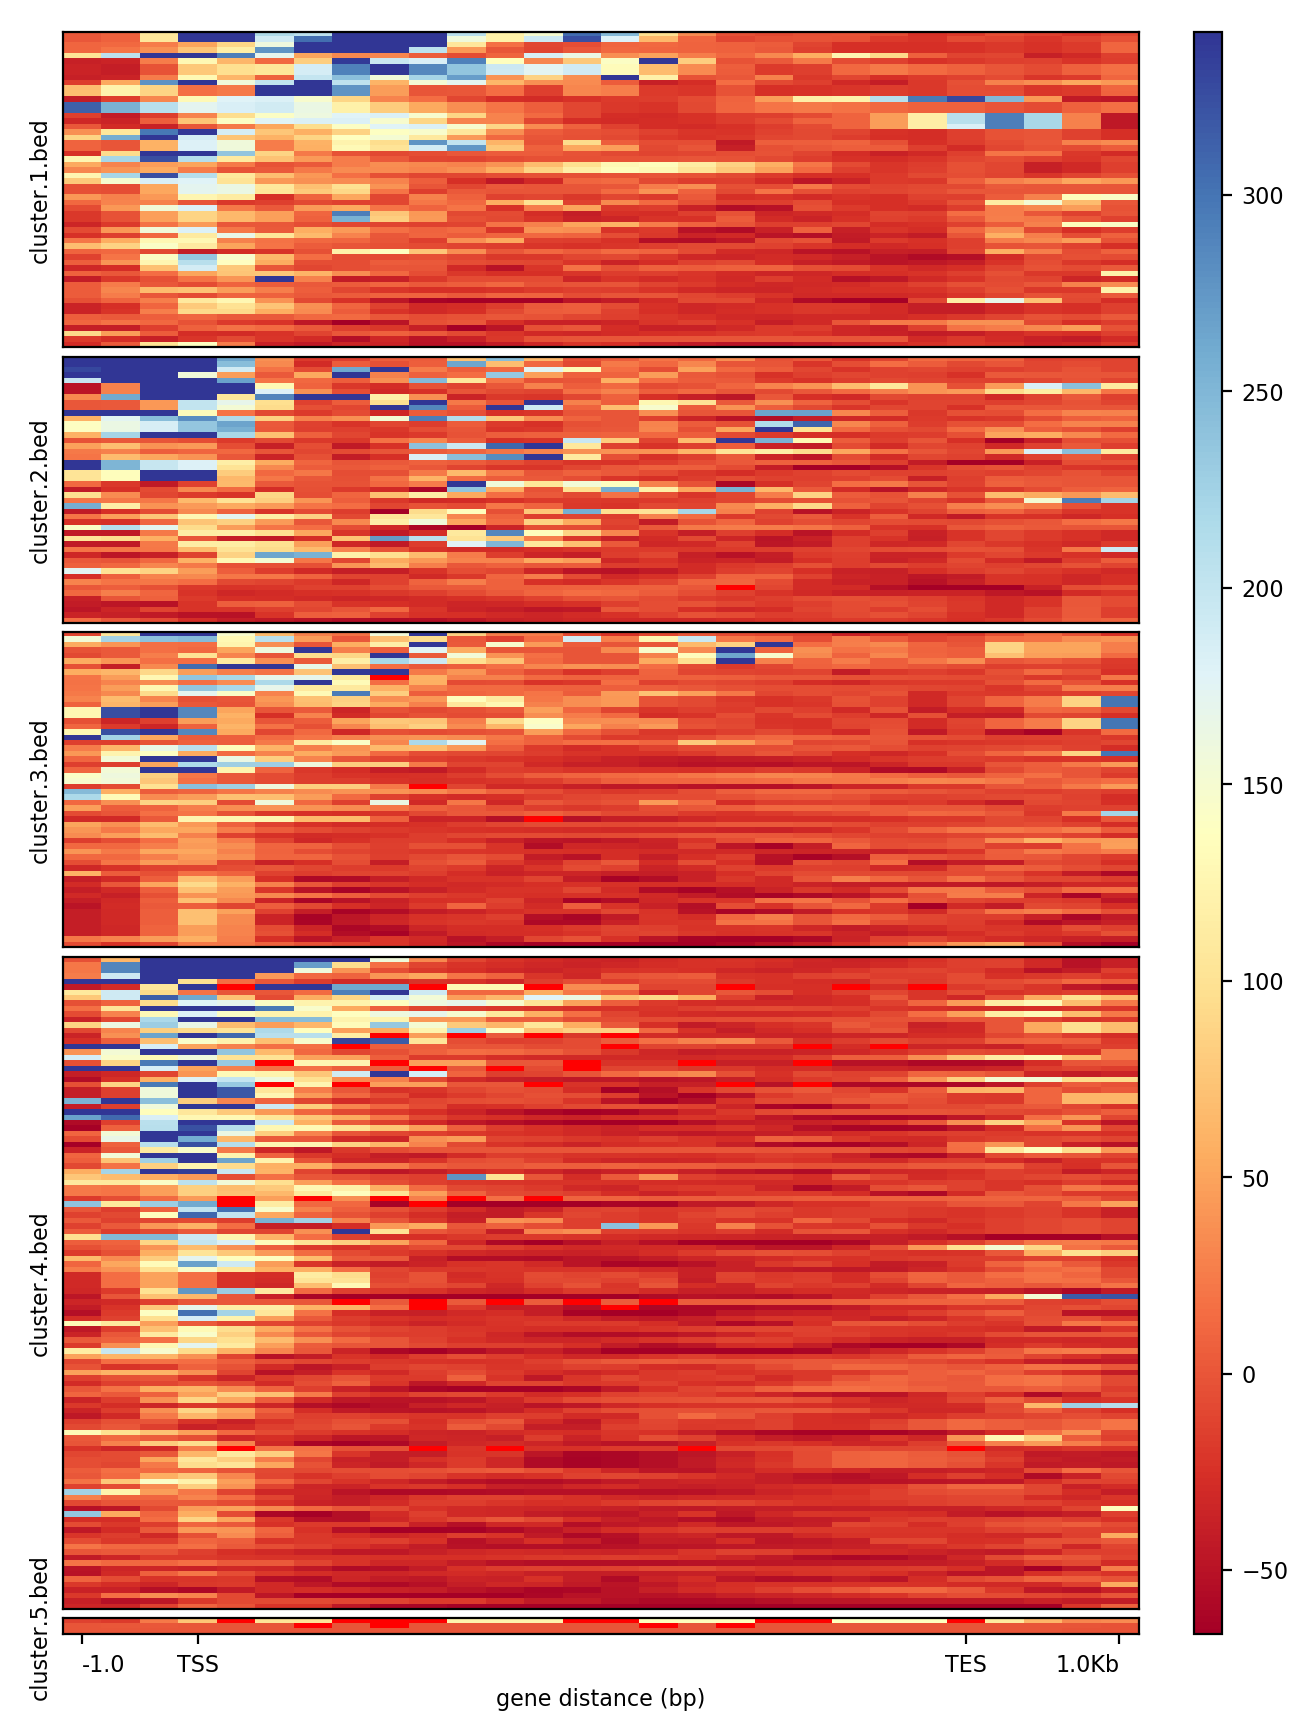 cluster.1.bed
cluster.2.bed
cluster.3.bed
cluster.4.bed
cluster.5.bed
-1.0 TSS TES 1.0Kb
gene distance (bp)
300
250
200
150
100
50
0
−50